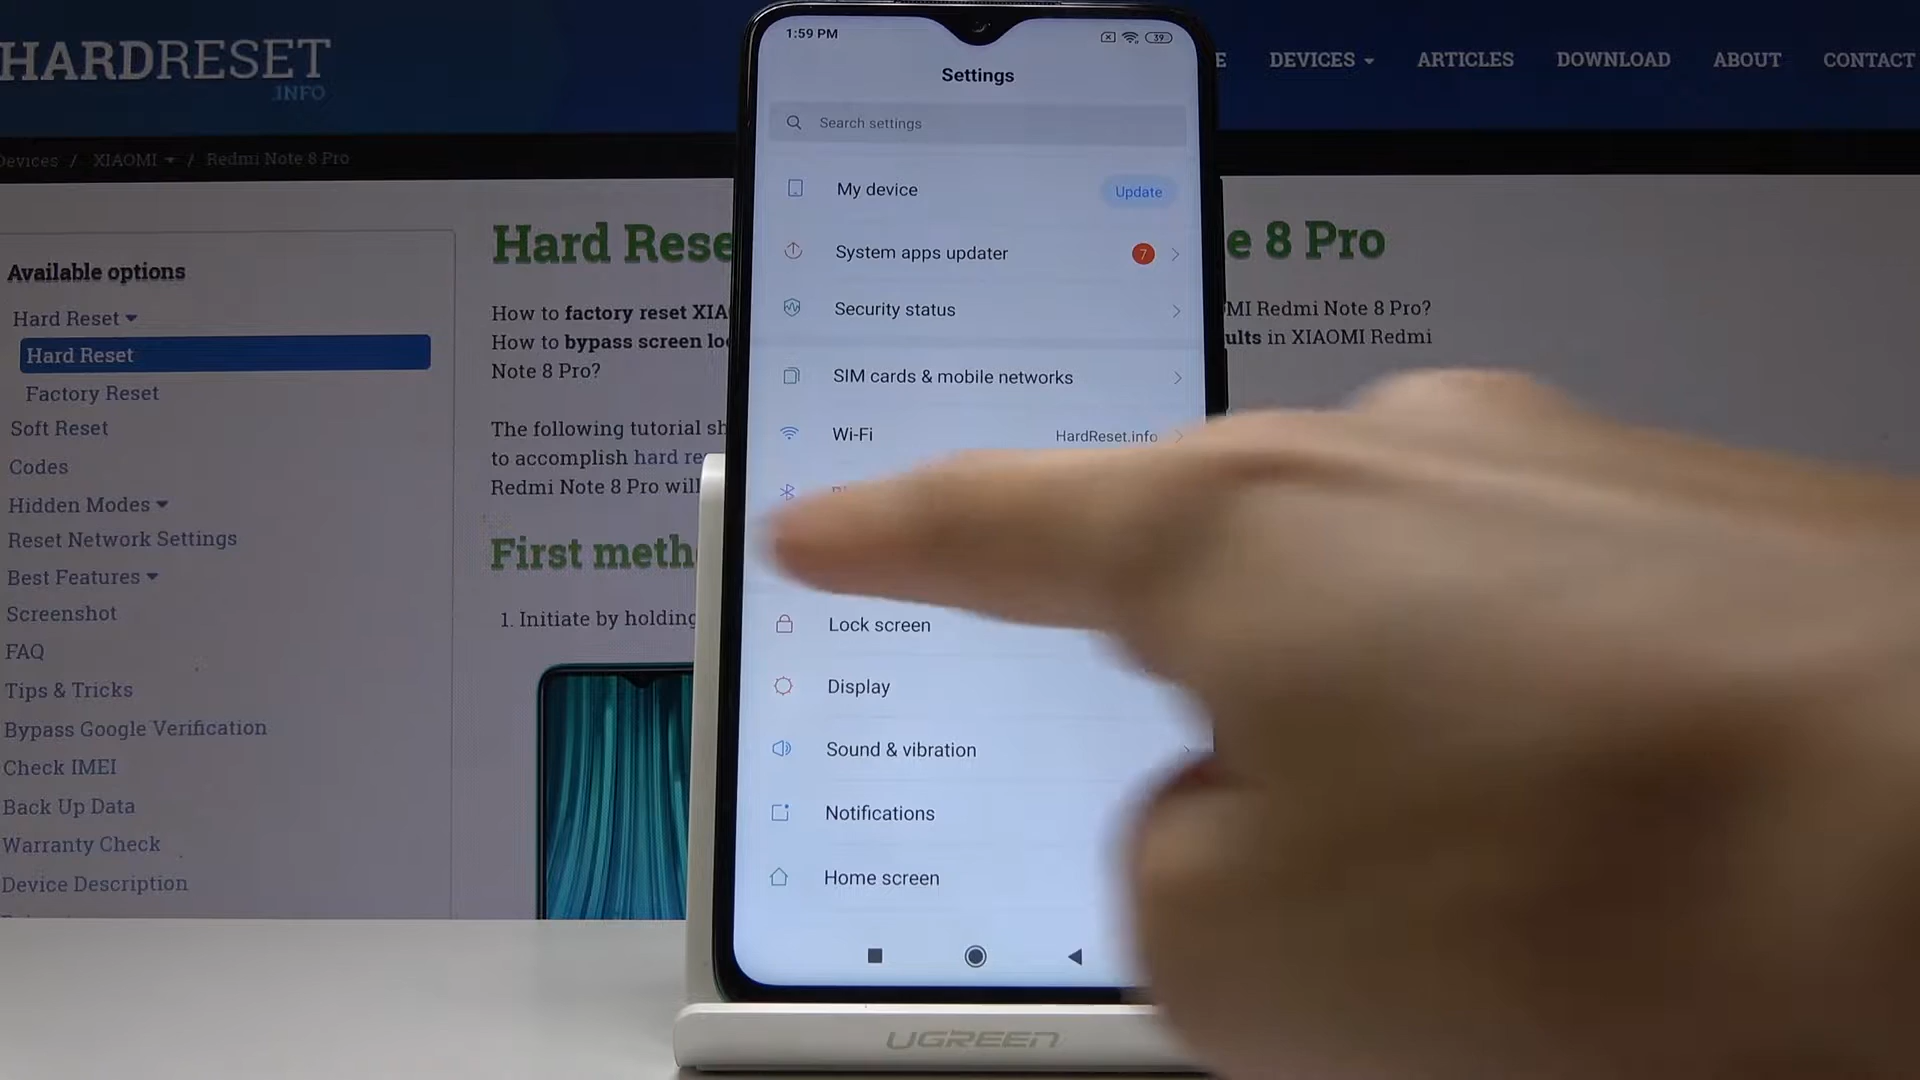 HARDRESET
.INFO
DEVICES
ARTICLES
DOWNLOAD
ABOUT
CONTACT
Devices / XIAOMI / Redmi Note 8 Pro
Available options
Hard Reset
Hard Reset
Factory Reset
Soft Reset
Codes
Hidden Modes
Reset Network Settings
Best Features
Screenshot
FAQ
Tips & Tricks
Bypass Google Verification
Check IMEI
Back Up Data
Warranty Check
Device Description
Hard Rese
e 8 Pro
How to factory reset XIA
MI Redmi Note 8 Pro?
How to bypass screen lo
ults in XIAOMI Redmi
Note 8 Pro?
The following tutorial sh
to accomplish hard re
Redmi Note 8 Pro will
First meth
1. Initiate by holding
1:59 PM
39
Settings
Search settings
My device
Update
System apps updater
7
Security status
SIM cards & mobile networks
Wi-Fi
HardReset.info
Lock screen
Display
Sound & vibration
Notifications
Home screen
UGREEN